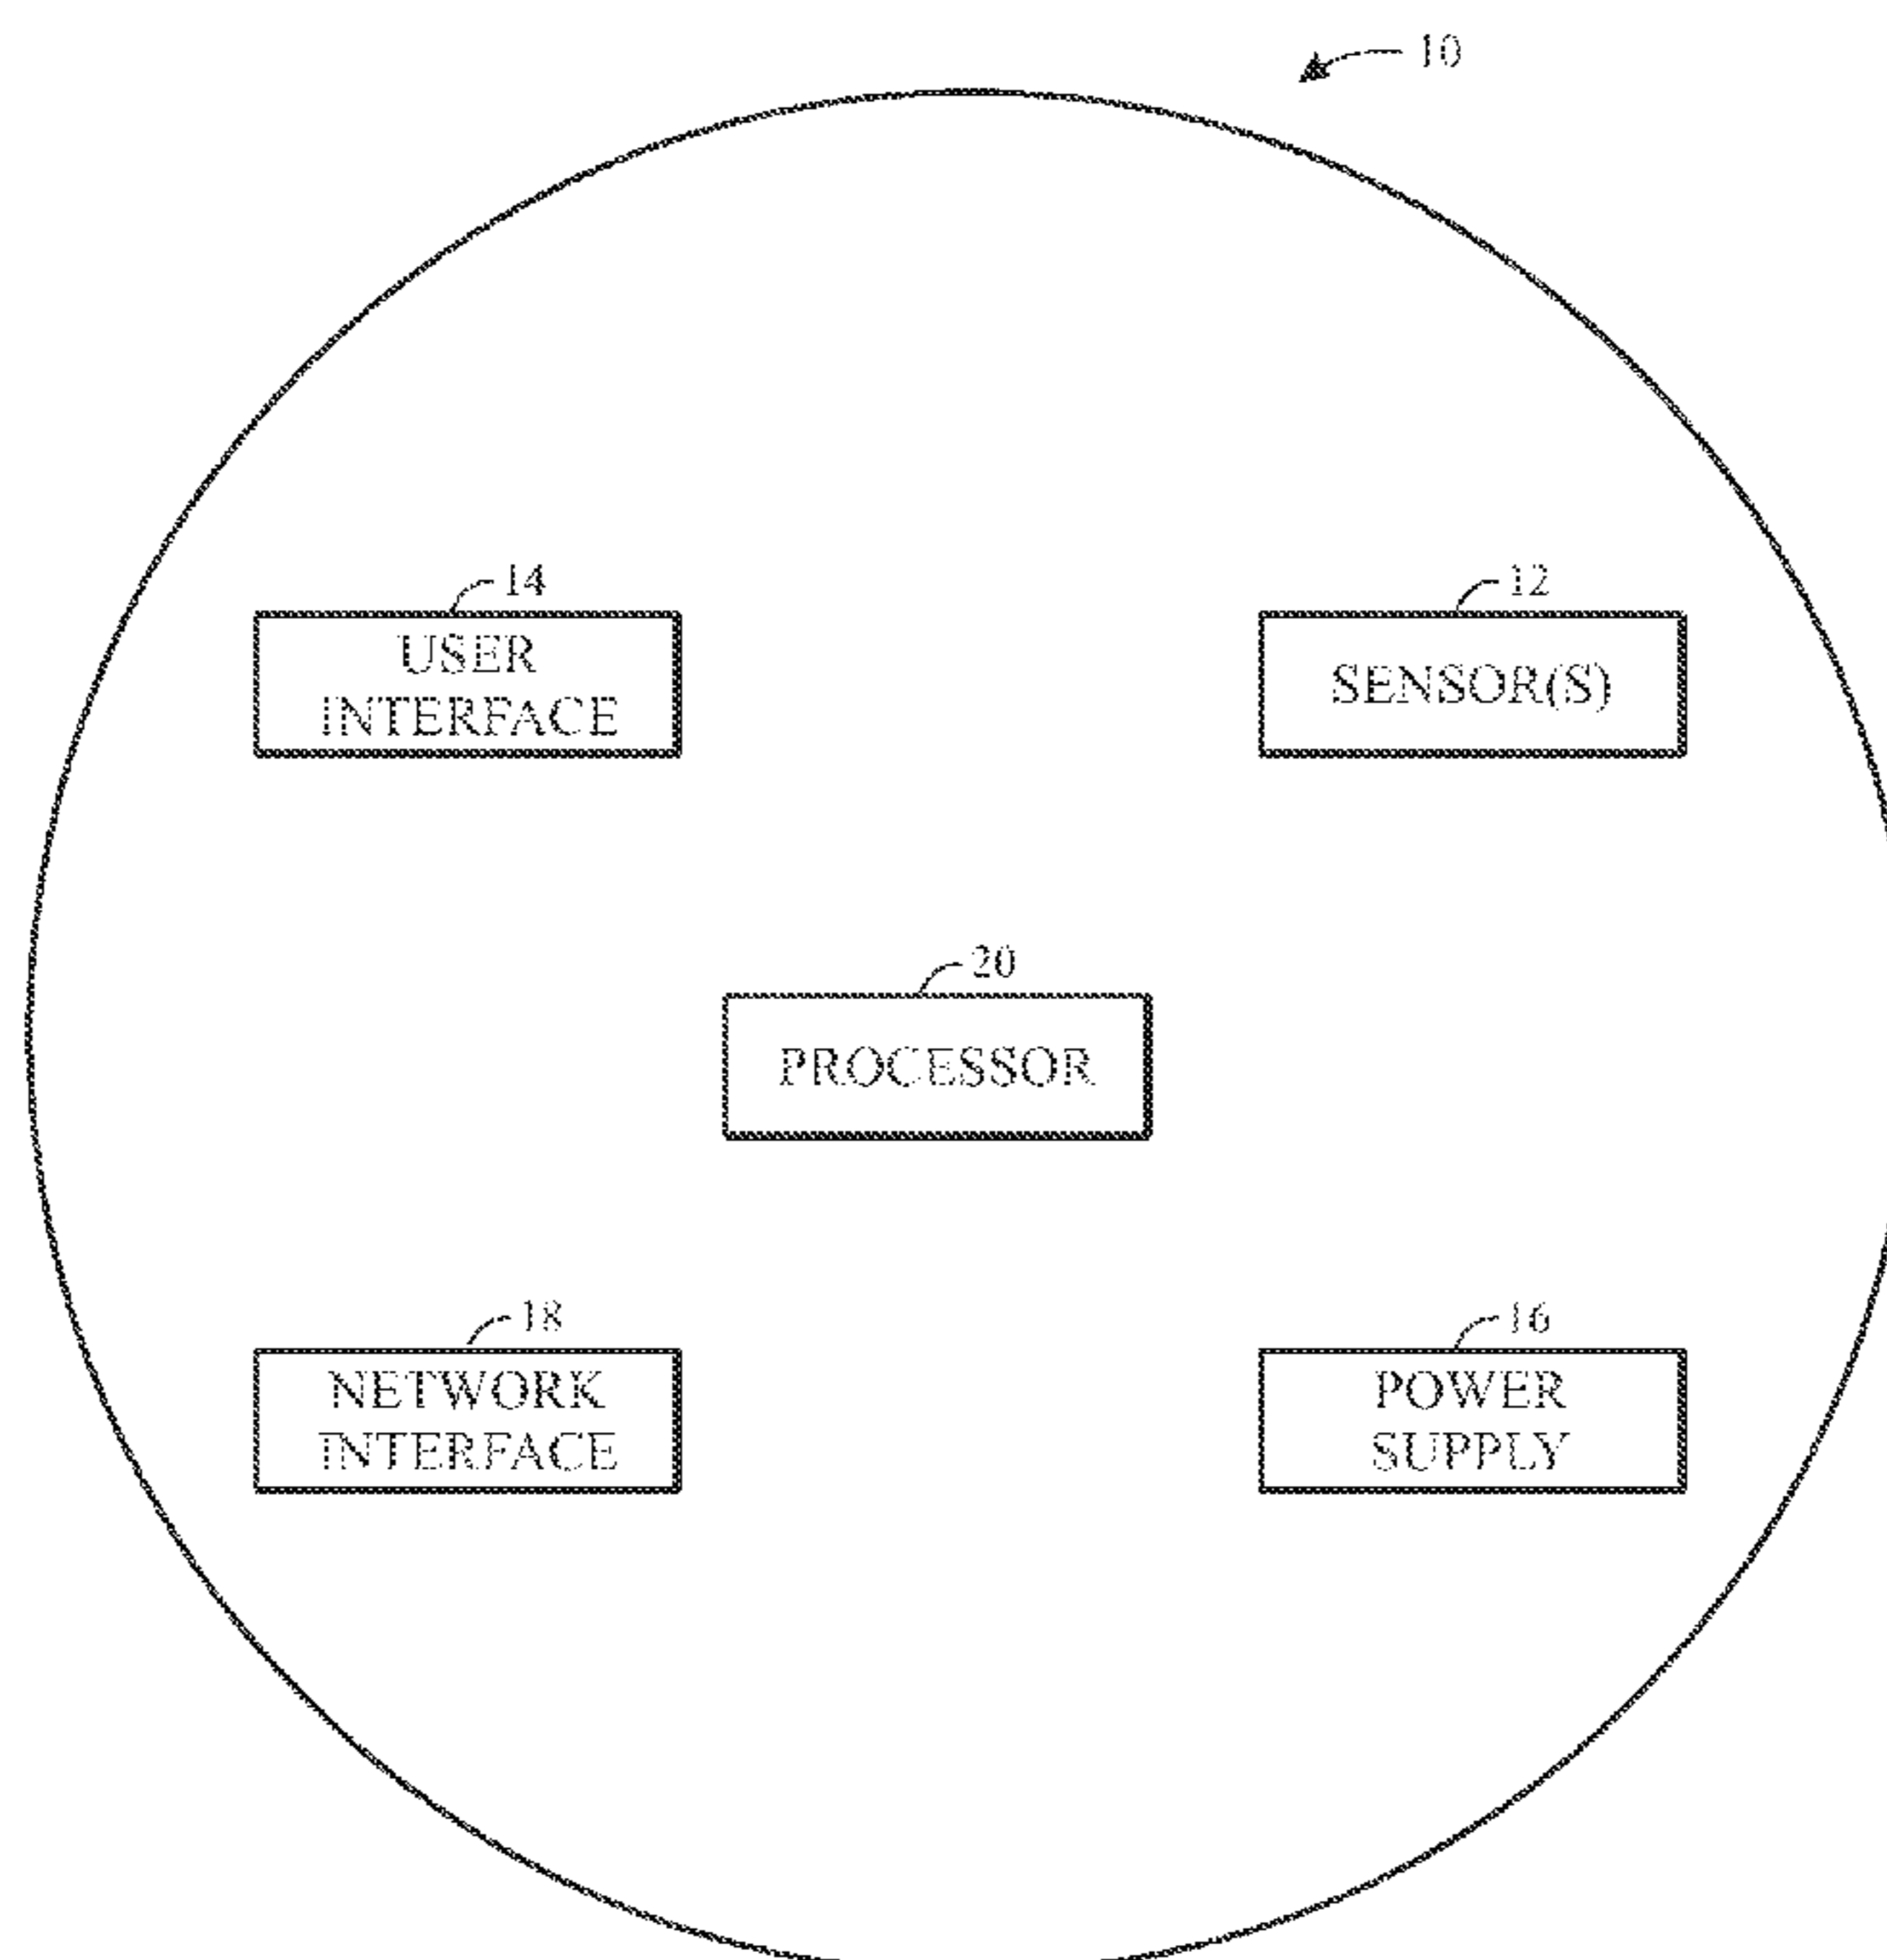 10
14
USER
INTERFACE
12
SENSOR(S)
20
PROCESSOR
18
NETWORK
INTERFACE
16
POWER
SUPPLY